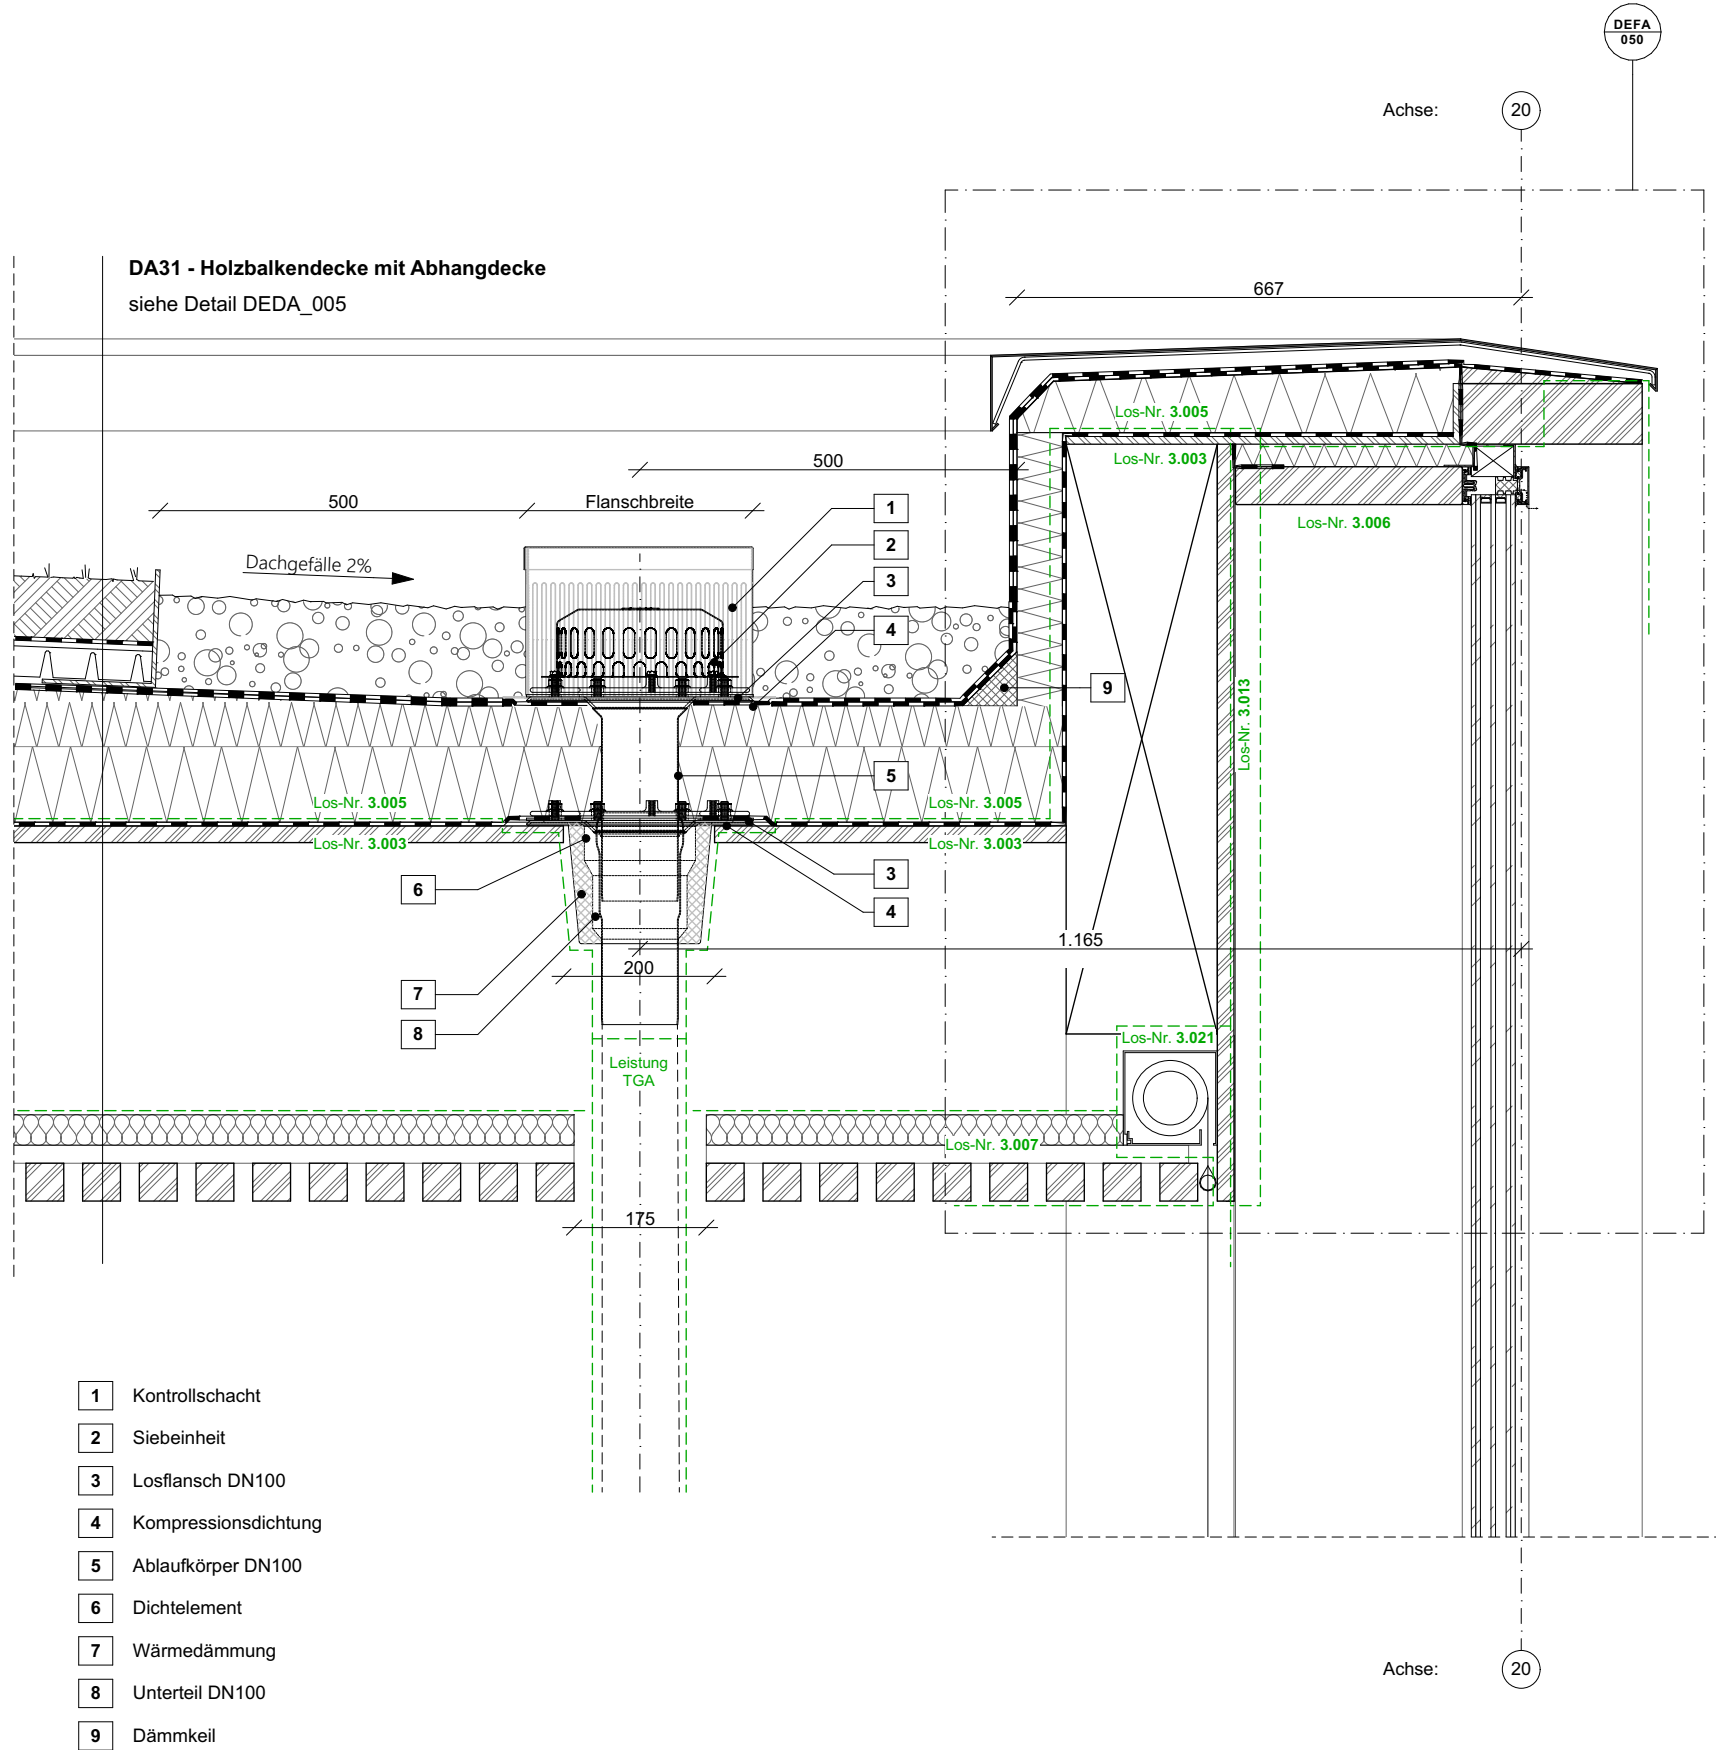 DEFA
050
Achse:
20
DA31 - Holzbalkendecke mit Abhangdecke
siehe Detail DEDA_005
667
Los-Nr. 3.005
Los-Nr. 3.003
500
500
Flanschbreite
1
2
3
4
Los-Nr. 3.006
Dachgefälle 2%
9
Los-Nr. 3.013
5
Los-Nr. 3.005
Los-Nr. 3.005
Los-Nr. 3.003
Los-Nr. 3.003
6
3
4
1.165
200
7
8
Los-Nr. 3.021
Leistung
TGA
Los-Nr. 3.007
175
1 Kontrollschacht
2 Siebeinheit
3 Losflansch DN100
4 Kompressionsdichtung
5 Ablaufkörper DN100
6 Dichtelement
7 Wärmedämmung
8 Unterteil DN100
9 Dämmkeil
Achse:
20